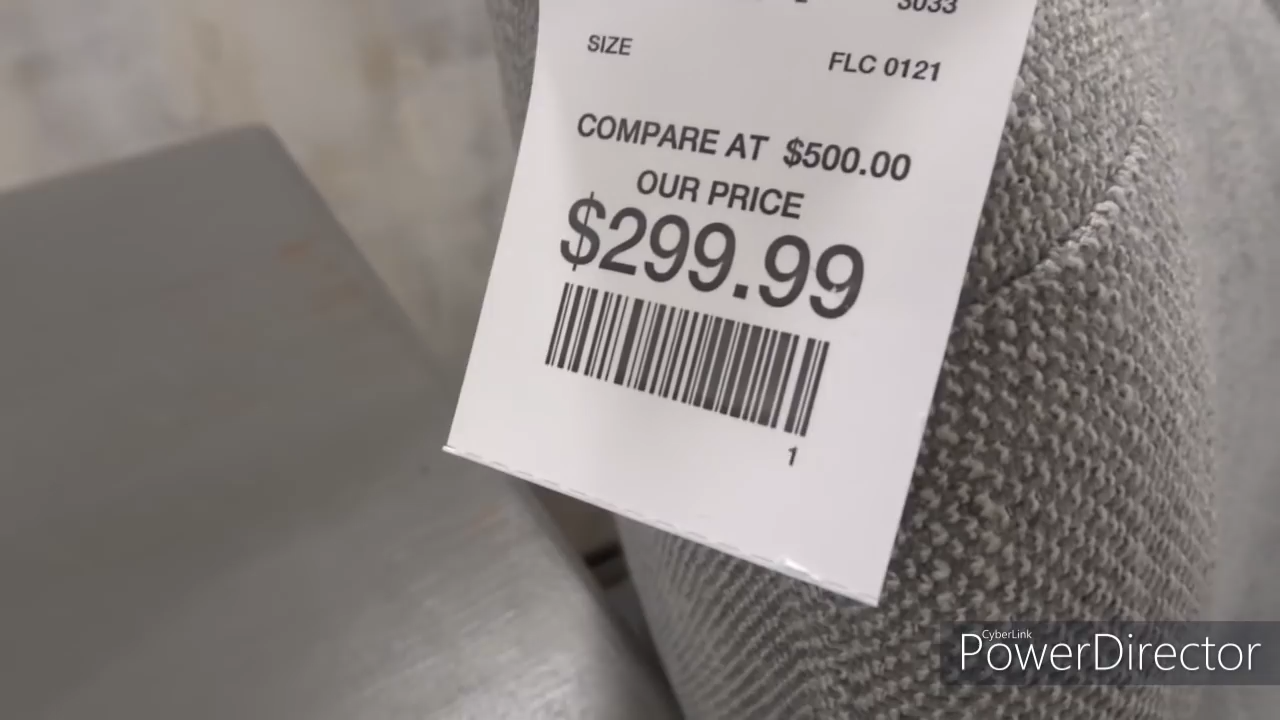 3033
SIZE FLC 0121
COMPARE AT $500.00
OUR PRICE
$299.99
1
CyberLink
PowerDirector